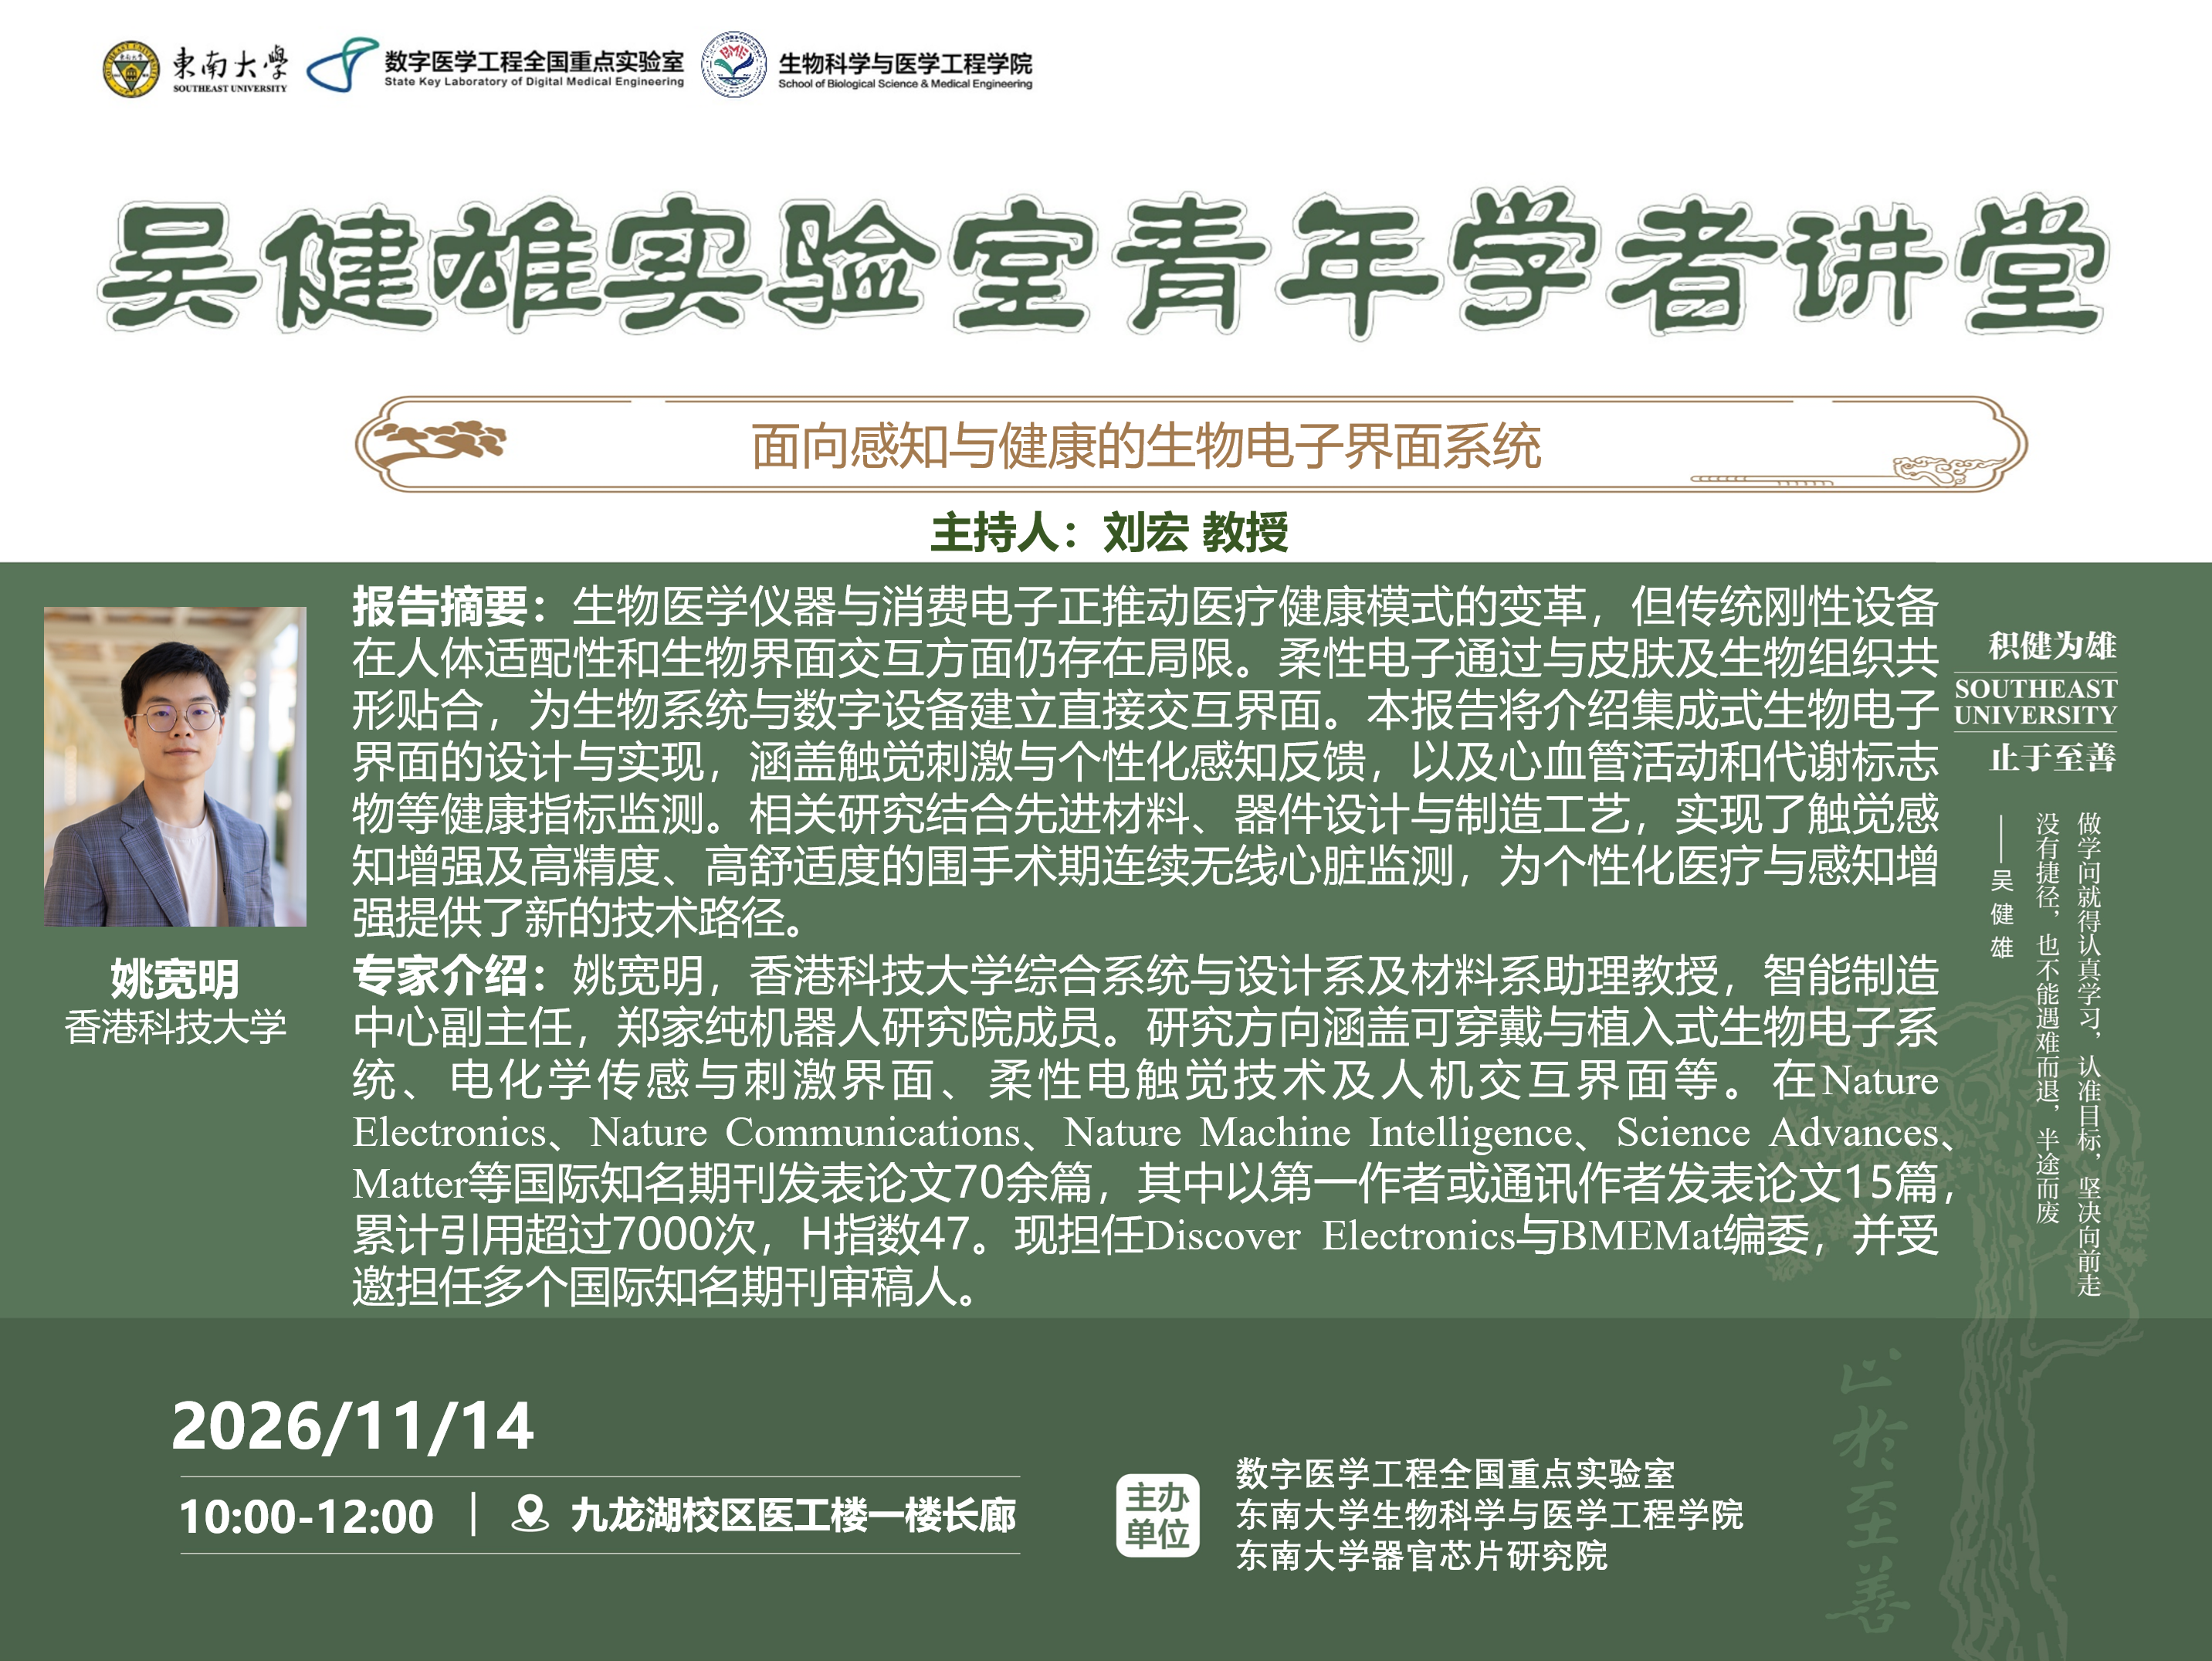 東南大學
SOUTHEAST UNIVERSITY
数字医学工程全国重点实验室
State Key Laboratory of Digital Medical Engineering
BME
生物科学与医学工程学院
School of Biological Science & Medical Engineering
吴健雄实验室青年学者讲堂
面向感知与健康的生物电子界面系统
主持人：刘宏 教授
报告摘要：生物医学仪器与消费电子正推动医疗健康模式的变革，但传统刚性设备
在人体适配性和生物界面交互方面仍存在局限。柔性电子通过与皮肤及生物组织共
形贴合，为生物系统与数字设备建立直接交互界面。本报告将介绍集成式生物电子
界面的设计与实现，涵盖触觉刺激与个性化感知反馈，以及心血管活动和代谢标志
物等健康指标监测。相关研究结合先进材料、器件设计与制造工艺，实现了触觉感
知增强及高精度、高舒适度的围手术期连续无线心脏监测，为个性化医疗与感知增
强提供了新的技术路径。
专家介绍：姚宽明，香港科技大学综合系统与设计系及材料系助理教授，智能制造
中心副主任，郑家纯机器人研究院成员。研究方向涵盖可穿戴与植入式生物电子系
统、电化学传感与刺激界面、柔性电触觉技术及人机交互界面等。在Nature
Electronics、Nature Communications、Nature Machine Intelligence、Science Advances、
Matter等国际知名期刊发表论文70余篇，其中以第一作者或通讯作者发表论文15篇，
累计引用超过7000次，H指数47。现担任Discover Electronics与BMEMat编委，并受
邀担任多个国际知名期刊审稿人。
姚宽明
香港科技大学
积健为雄
SOUTHEAST
UNIVERSITY
止于至善
做学问就得认真学习，认准目标，坚决向前走
没有捷径，也不能遇难而退，半途而废
——吴健雄
2026/11/14
10:00-12:00 | 九龙湖校区医工楼一楼长廊
主办
单位
数字医学工程全国重点实验室
东南大学生物科学与医学工程学院
东南大学器官芯片研究院
止於至善